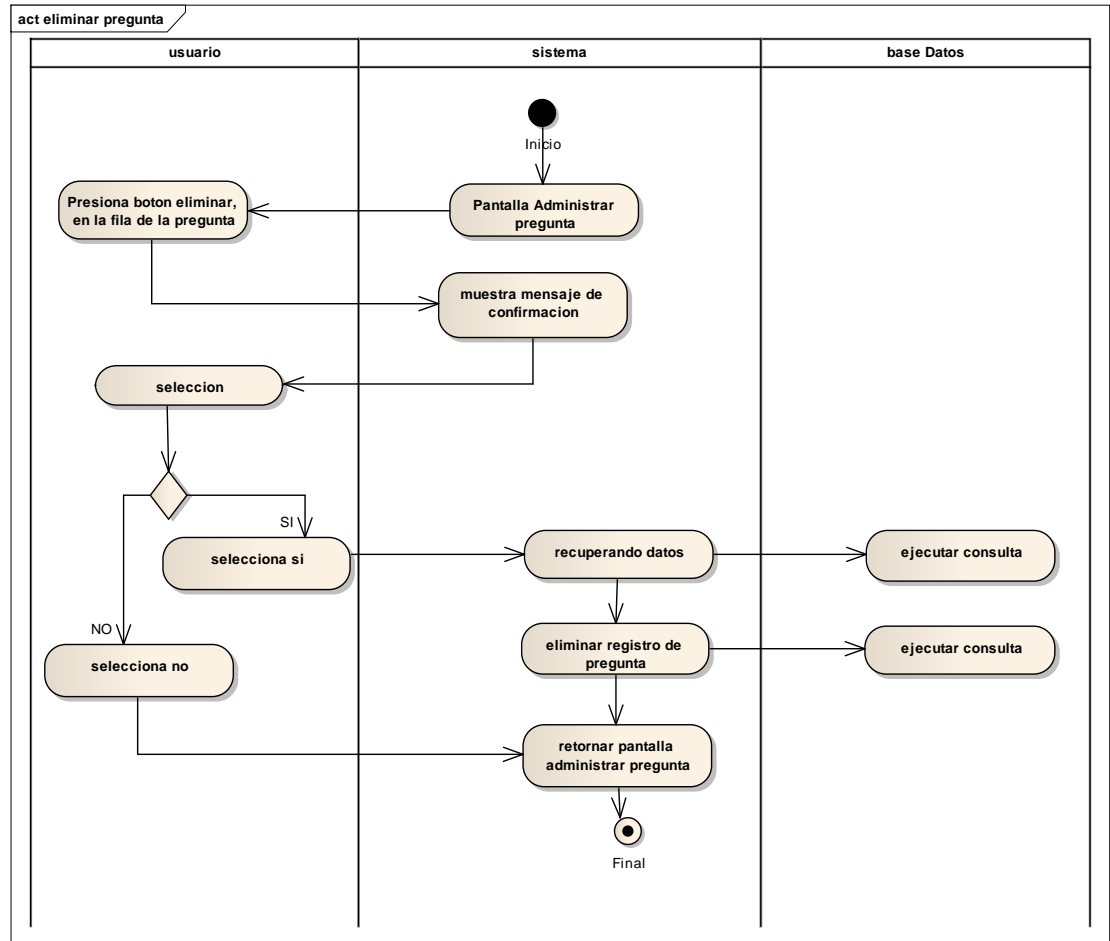 act eliminar pregunta
usuario
sistema
base Datos
Inicio
Presiona boton eliminar,
en la fila de la pregunta
Pantalla Administrar
pregunta
muestra mensaje de
confirmacion
seleccion
SI
selecciona si
recuperando datos
ejecutar consulta
NO
selecciona no
eliminar registro de
pregunta
ejecutar consulta
retornar pantalla
administrar pregunta
Final